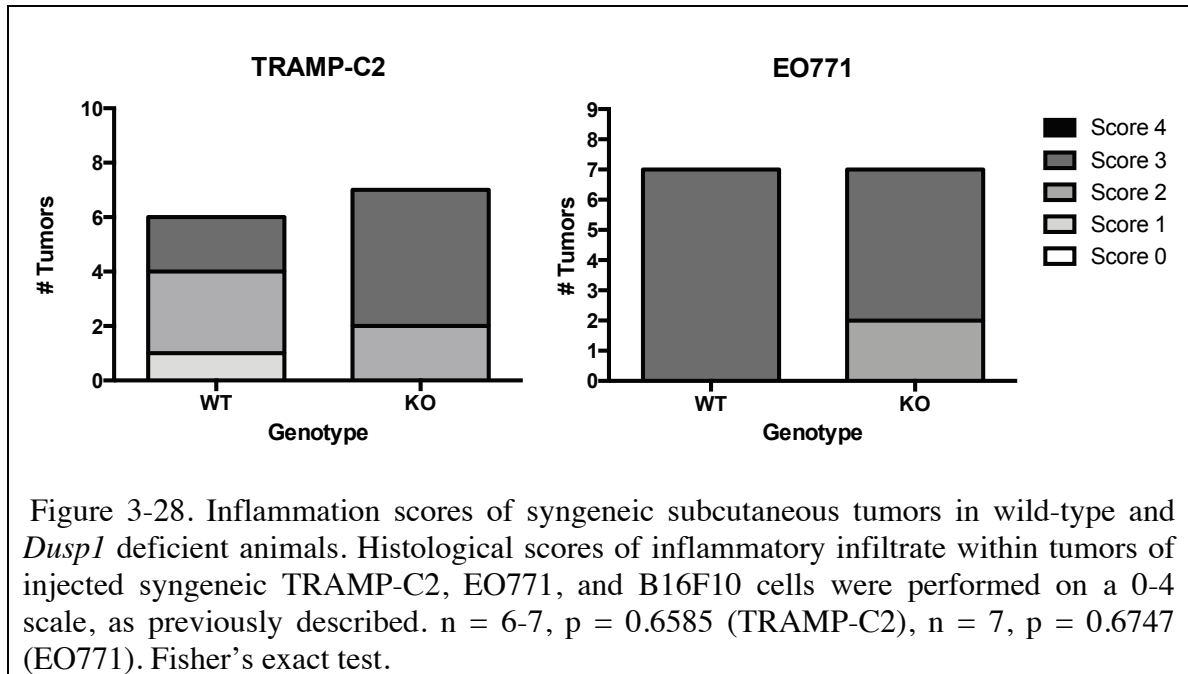 TRAMP-C2
10
8
6
4
2
0
# Tumors
WT
KO
Genotype
EO771
9
8
7
6
5
4
3
2
1
0
# Tumors
WT
KO
Genotype
Score 4
Score 3
Score 2
Score 1
Score 0
Figure 3-28. Inflammation scores of syngeneic subcutaneous tumors in wild-type and
Dusp1 deficient animals. Histological scores of inflammatory infiltrate within tumors of
injected syngeneic TRAMP-C2, EO771, and B16F10 cells were performed on a 0-4
scale, as previously described. n = 6-7, p = 0.6585 (TRAMP-C2), n = 7, p = 0.6747
(EO771). Fisher’s exact test.